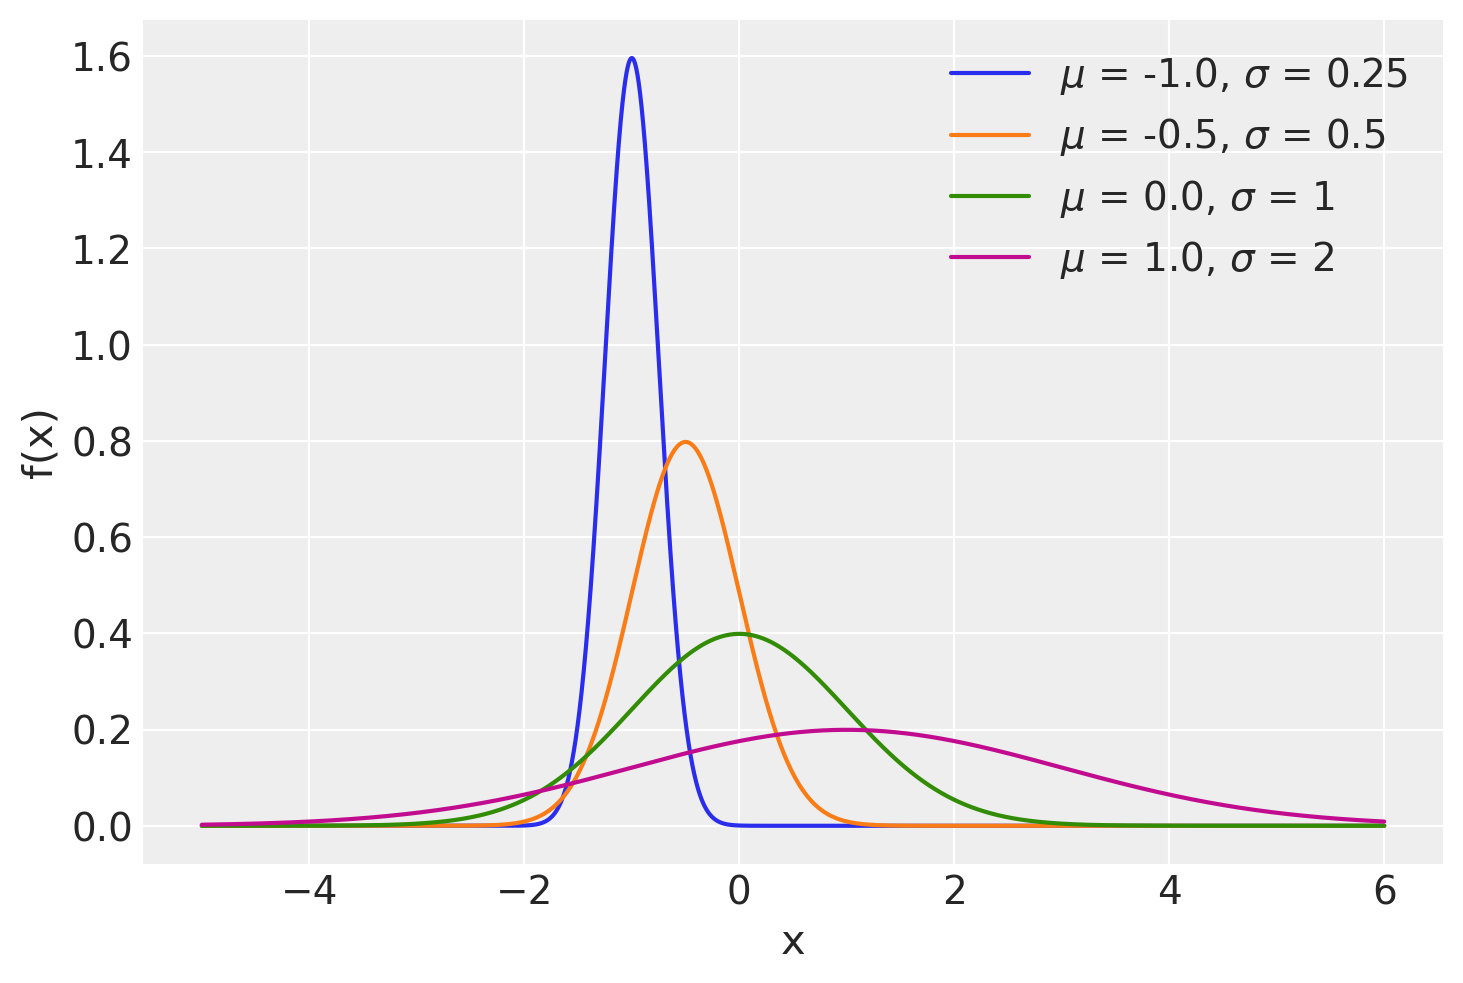 1.6
1.4
1.2
1.0
0.8
0.6
0.4
0.2
0.0
f(x)
−4 −2 0 2 4 6
x
μ = -1.0, σ = 0.25
μ = -0.5, σ = 0.5
μ = 0.0, σ = 1
μ = 1.0, σ = 2